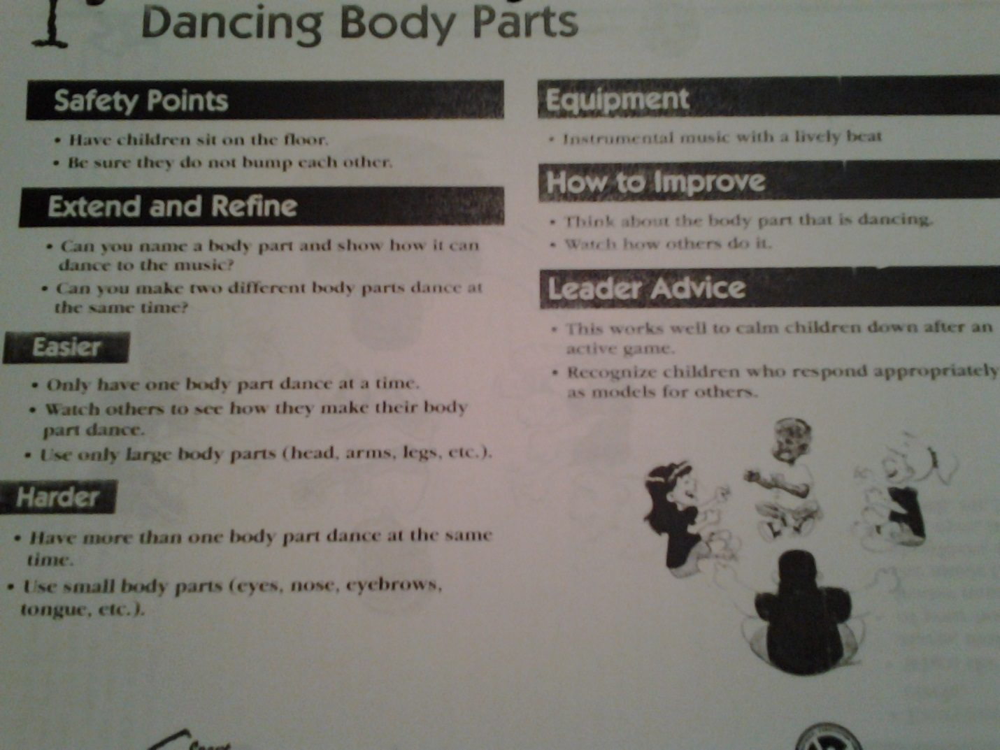 Dancing Body Parts
Safety Points
• Have children sit on the floor.
• Be sure they do not bump each other.
Extend and Refine
• Can you name a body part and show how it can
dance to the music?
• Can you make two different body parts dance at
the same time?
Easier
• Only have one body part dance at a time.
• Watch others to see how they make their body
part dance.
• Use only large body parts (head, arms, legs, etc.).
Harder
• Have more than one body part dance at the same
time.
• Use small body parts (eyes, nose, eyebrows,
tongue, etc.).
Equipment
• Instrumental music with a lively beat
How to Improve
• Think about the body part that is dancing.
• Watch how others do it.
Leader Advice
• This works well to calm children down after an
active game.
• Recognize children who respond appropriately
as models for others.